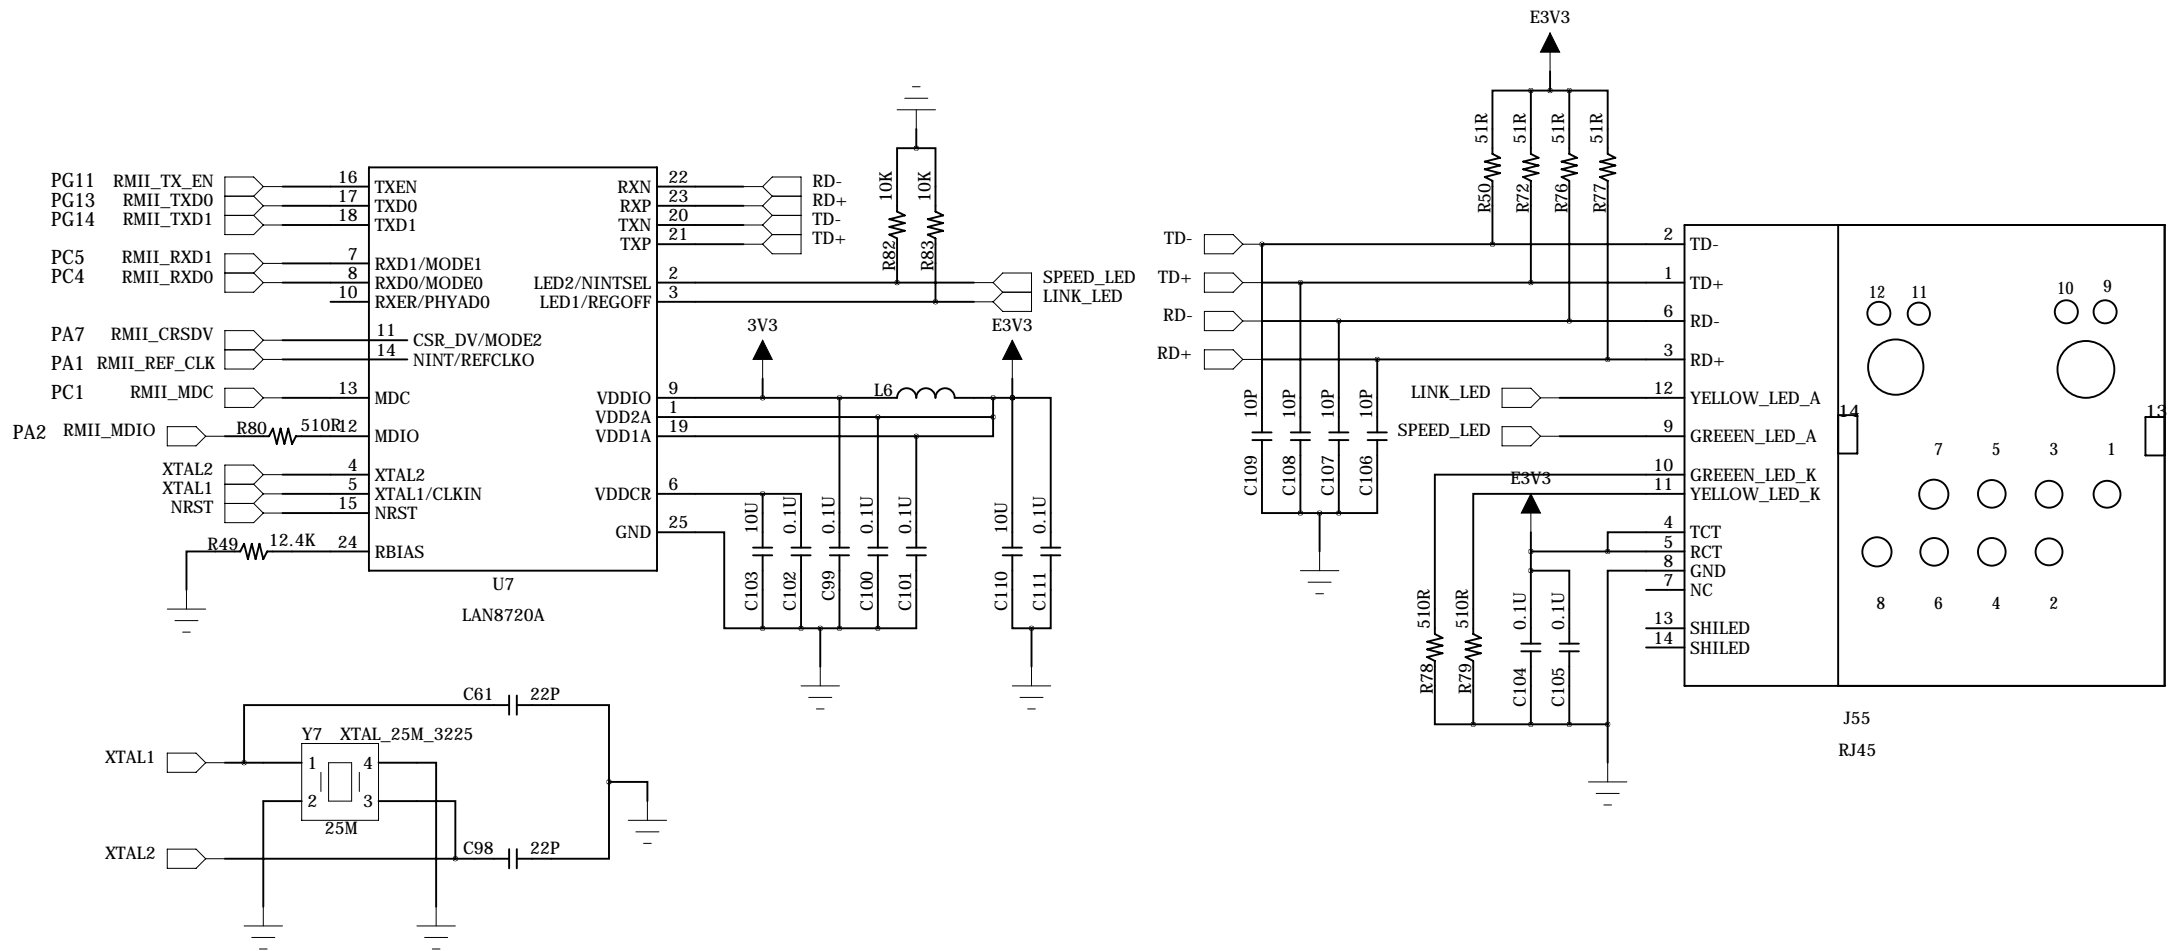 E3V3
51R 51R 51R 51R
R50 R72 R76 R77
10K 10K
R82 R83
PG11 RMII_TX_EN 16 TXEN
PG13 RMII_TXD0 17 TXD0
PG14 RMII_TXD1 18 TXD1
PC5 RMII_RXD1 7 RXD1/MODE1
PC4 RMII_RXD0 8 RXD0/MODE0
10 RXER/PHYAD0
PA7 RMII_CRSDV 11 CSR_DV/MODE2
PA1 RMII_REF_CLK 14 NINT/REFCLKO
PC1 RMII_MDC 13 MDC
PA2 RMII_MDIO R80 510R 12 MDIO
XTAL2 4 XTAL2
XTAL1 5 XTAL1/CLKIN
NRST 15 NRST
R49 12.4K 24 RBIAS
RXN 22 RD-
RXP 23 RD+
TXN 20 TD-
TXP 21 TD+
LED2/NINTSEL 2 SPEED_LED
LED1/REGOFF 3 LINK_LED
3V3 E3V3
VDDIO 9 L6
VDD2A 1
VDD1A 19
VDDCR 6
GND 25
10U 0.1U 0.1U 0.1U 0.1U 10U 0.1U
C103 C102 C99 C100 C101 C110 C111
U7
LAN8720A
C61 22P
Y7 XTAL_25M_3225
XTAL1 1 4
2 3
25M
XTAL2 C98 22P
TD- 2 TD-
TD+ 1 TD+
RD- 6 RD-
RD+ 3 RD+
LINK_LED 12 YELLOW_LED_A
SPEED_LED 9 GREEEN_LED_A
10 GREEEN_LED_K
11 YELLOW_LED_K
E3V3
4 TCT
5 RCT
8 GND
7 NC
13 SHILED
14 SHILED
10P 10P 10P 10P
C109 C108 C107 C106
510R 510R 0.1U 0.1U
R78 R79 C104 C105
12 11 10 9
14 13
7 5 3 1
8 6 4 2
J55
RJ45